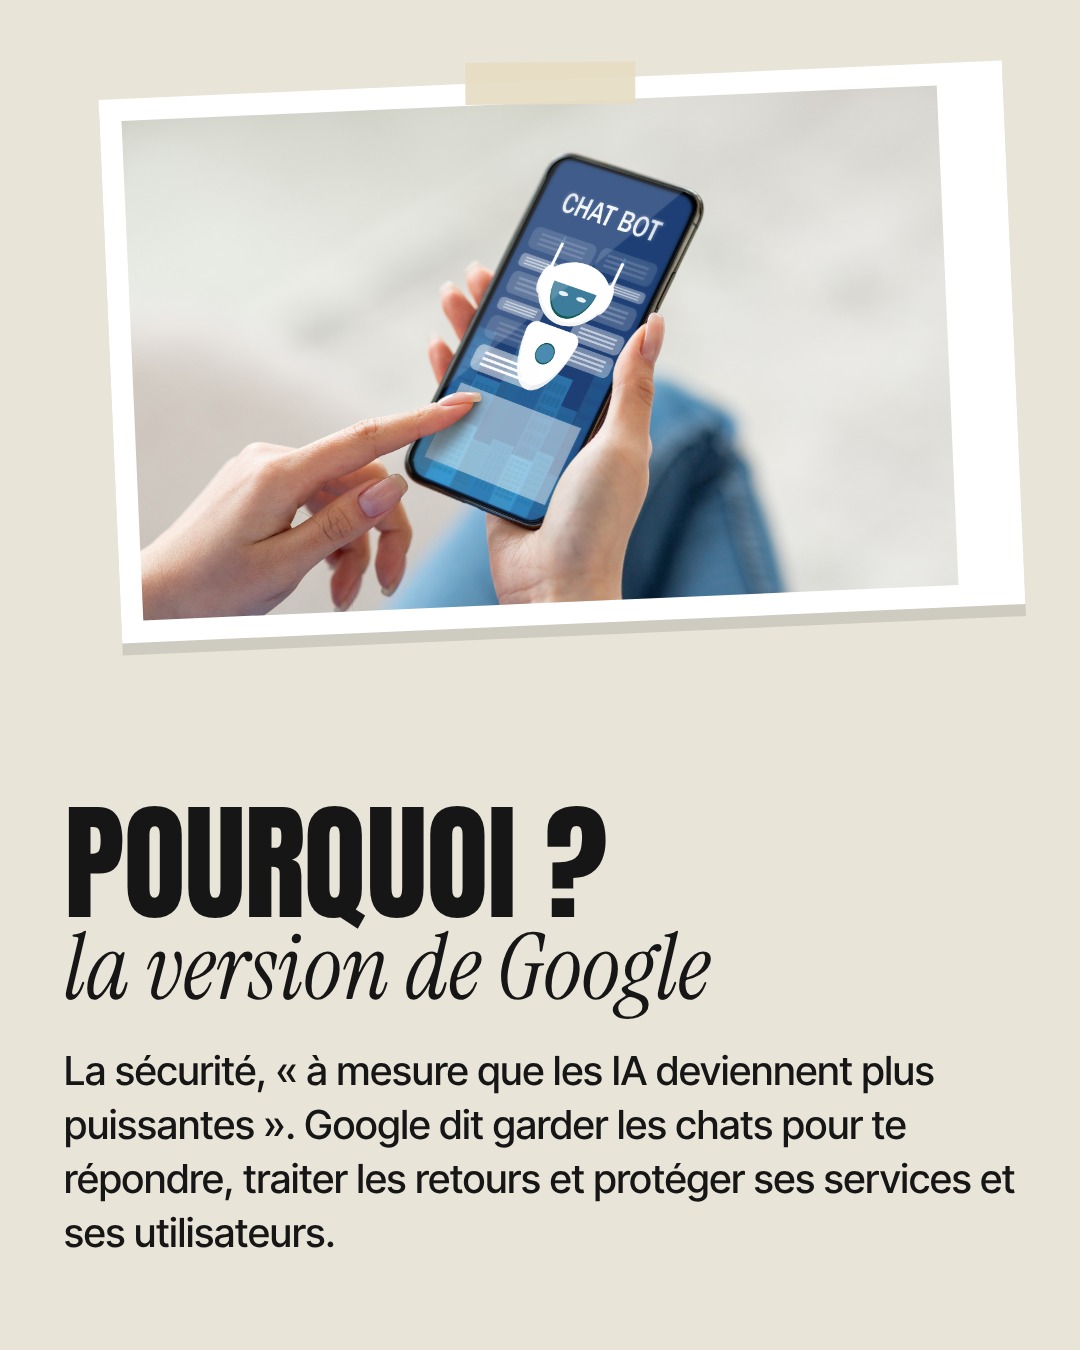 CHAT BOT
POURQUOI ?
la version de Google
La sécurité, « à mesure que les IA deviennent plus
puissantes ». Google dit garder les chats pour te
répondre, traiter les retours et protéger ses services et
ses utilisateurs.